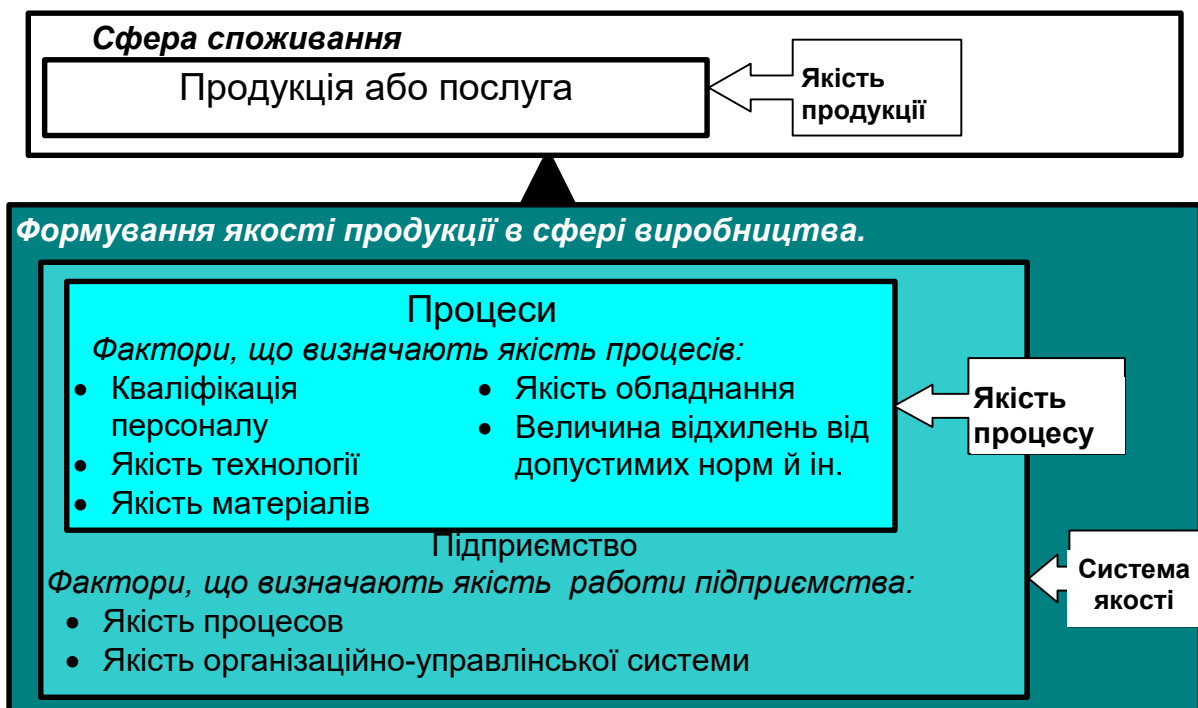 Сфера споживання
Продукція або послуга
Якість
продукції
Формування якості продукції в сфері виробництва.
Процеси
Фактори, що визначають якість процесів:
• Кваліфікація
персоналу
• Якість технології
• Якість матеріалів
• Якість обладнання
• Величина відхилень від
допустимих норм й ін.
Якість
процесу
Підприємство
Фактори, що визначають якість работи підприємства:
• Якість процесов
• Якість організаційно-управлінської системи
Система
якості